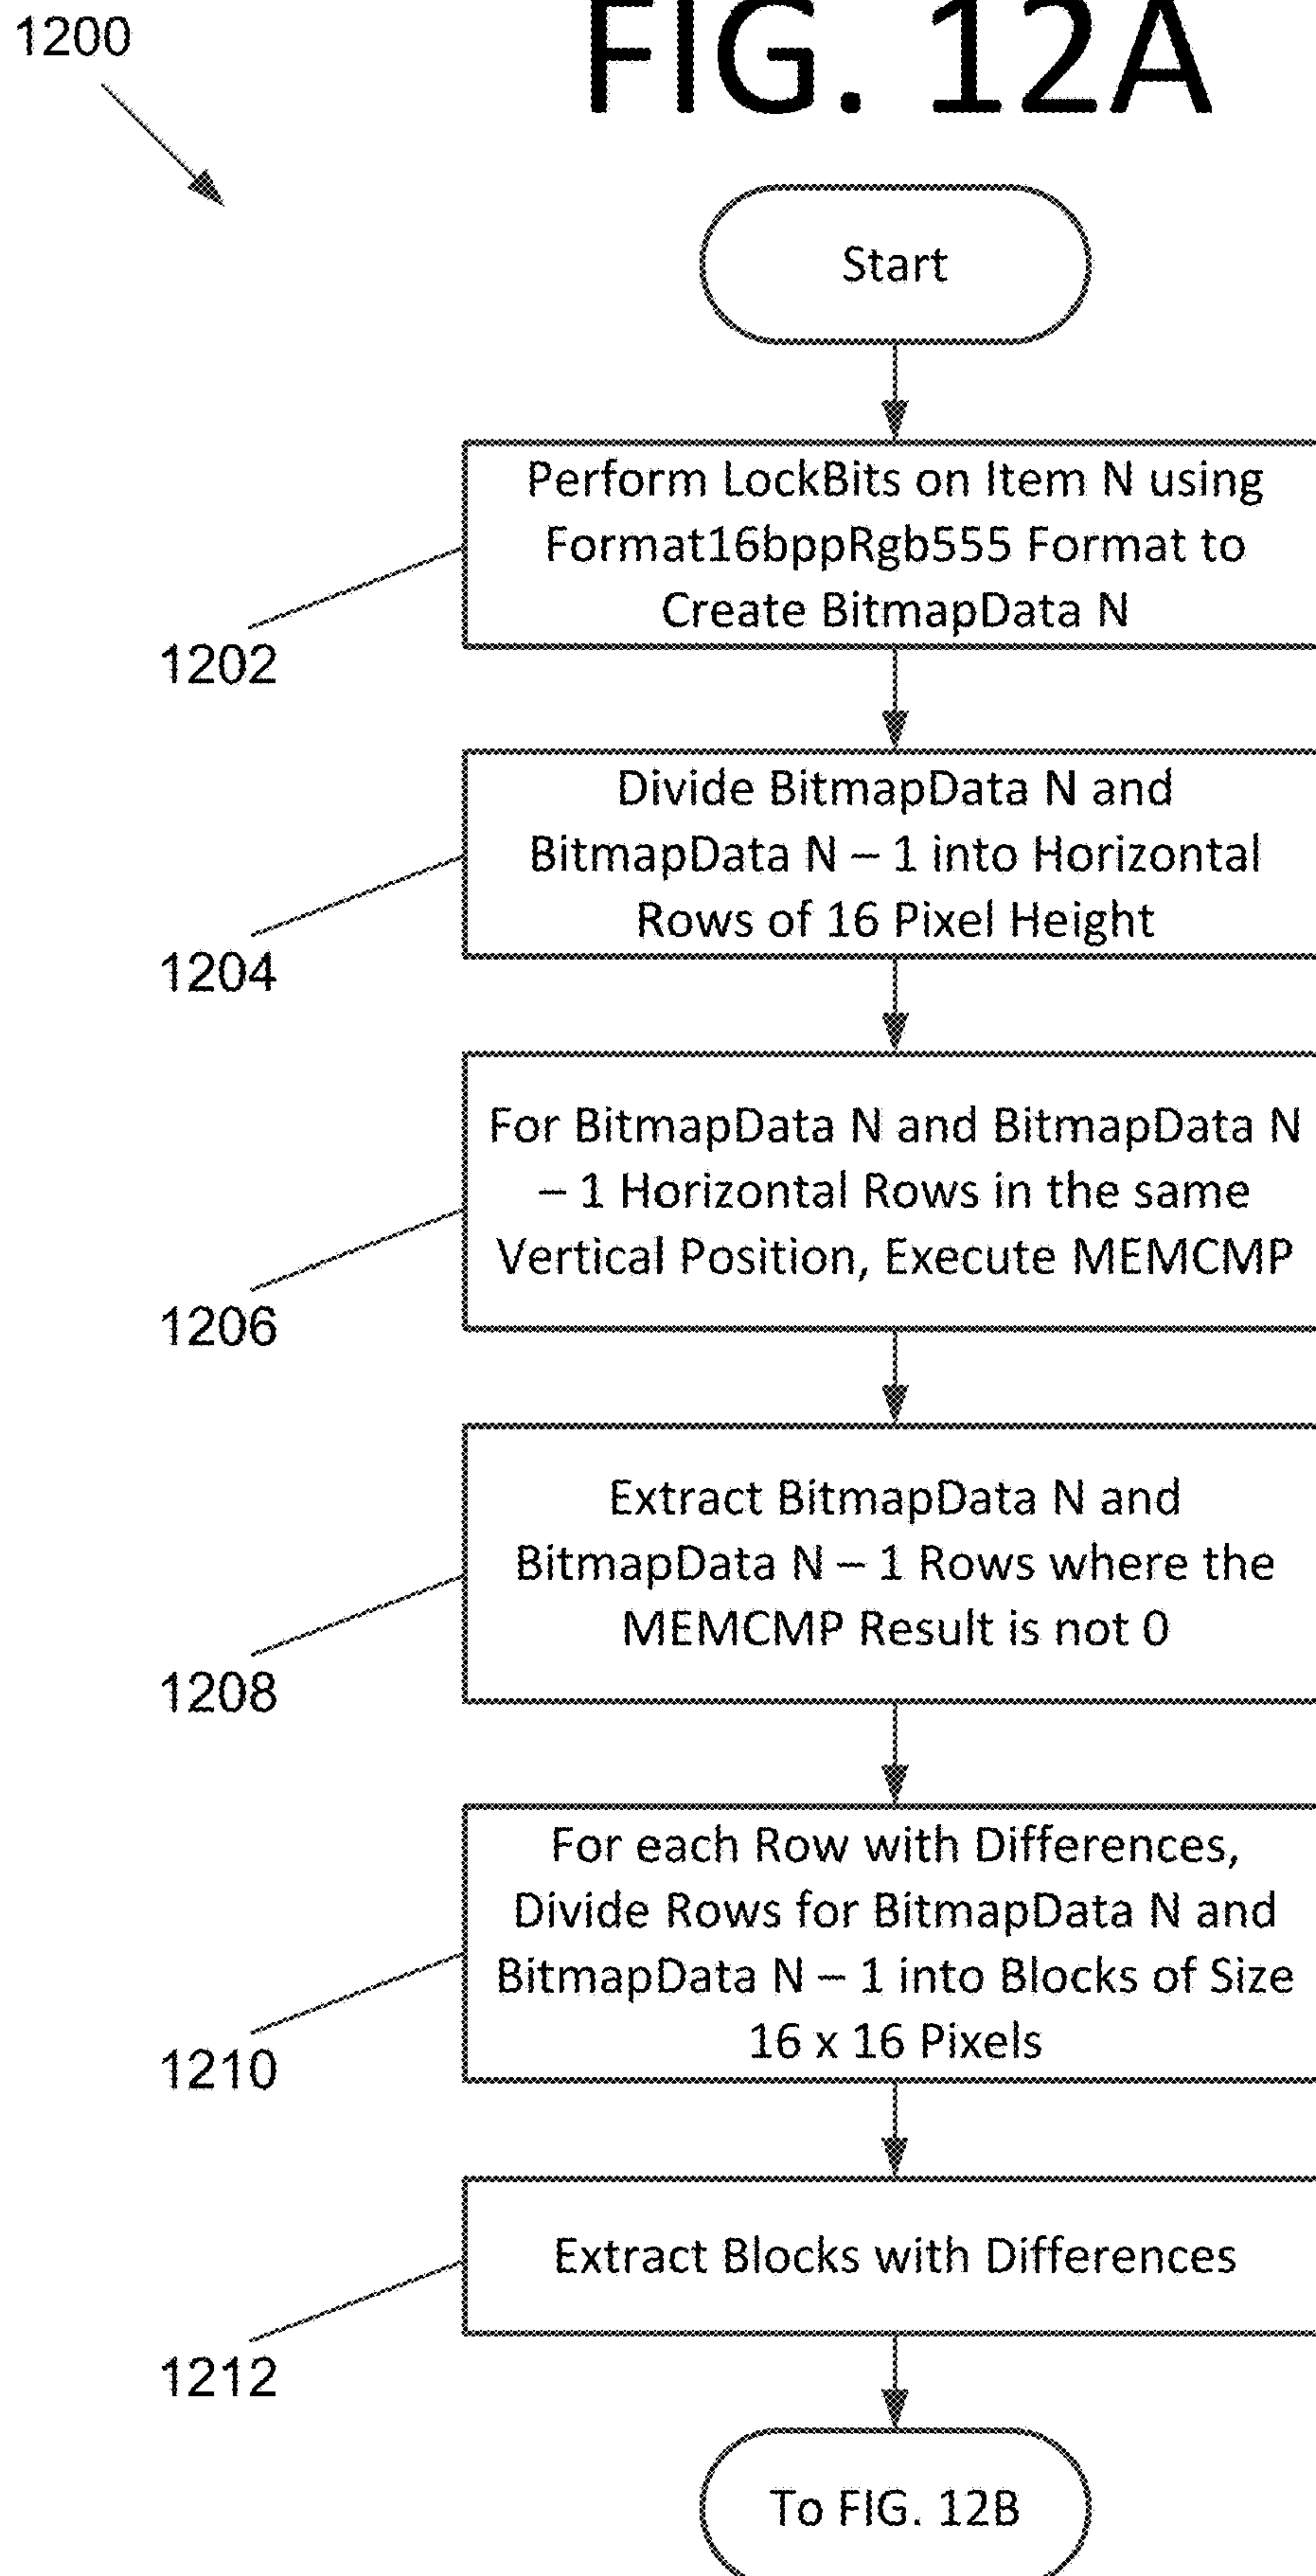 1200
FIG. 12A
Start
Perform LockBits on Item N using
Format16bppRgb555 Format to
Create BitmapData N
1202
Divide BitmapData N and
BitmapData N – 1 into Horizontal
Rows of 16 Pixel Height
1204
For BitmapData N and BitmapData N
– 1 Horizontal Rows in the same
Vertical Position, Execute MEMCMP
1206
Extract BitmapData N and
BitmapData N – 1 Rows where the
MEMCMP Result is not 0
1208
For each Row with Differences,
Divide Rows for BitmapData N and
BitmapData N – 1 into Blocks of Size
16 x 16 Pixels
1210
Extract Blocks with Differences
1212
To FIG. 12B